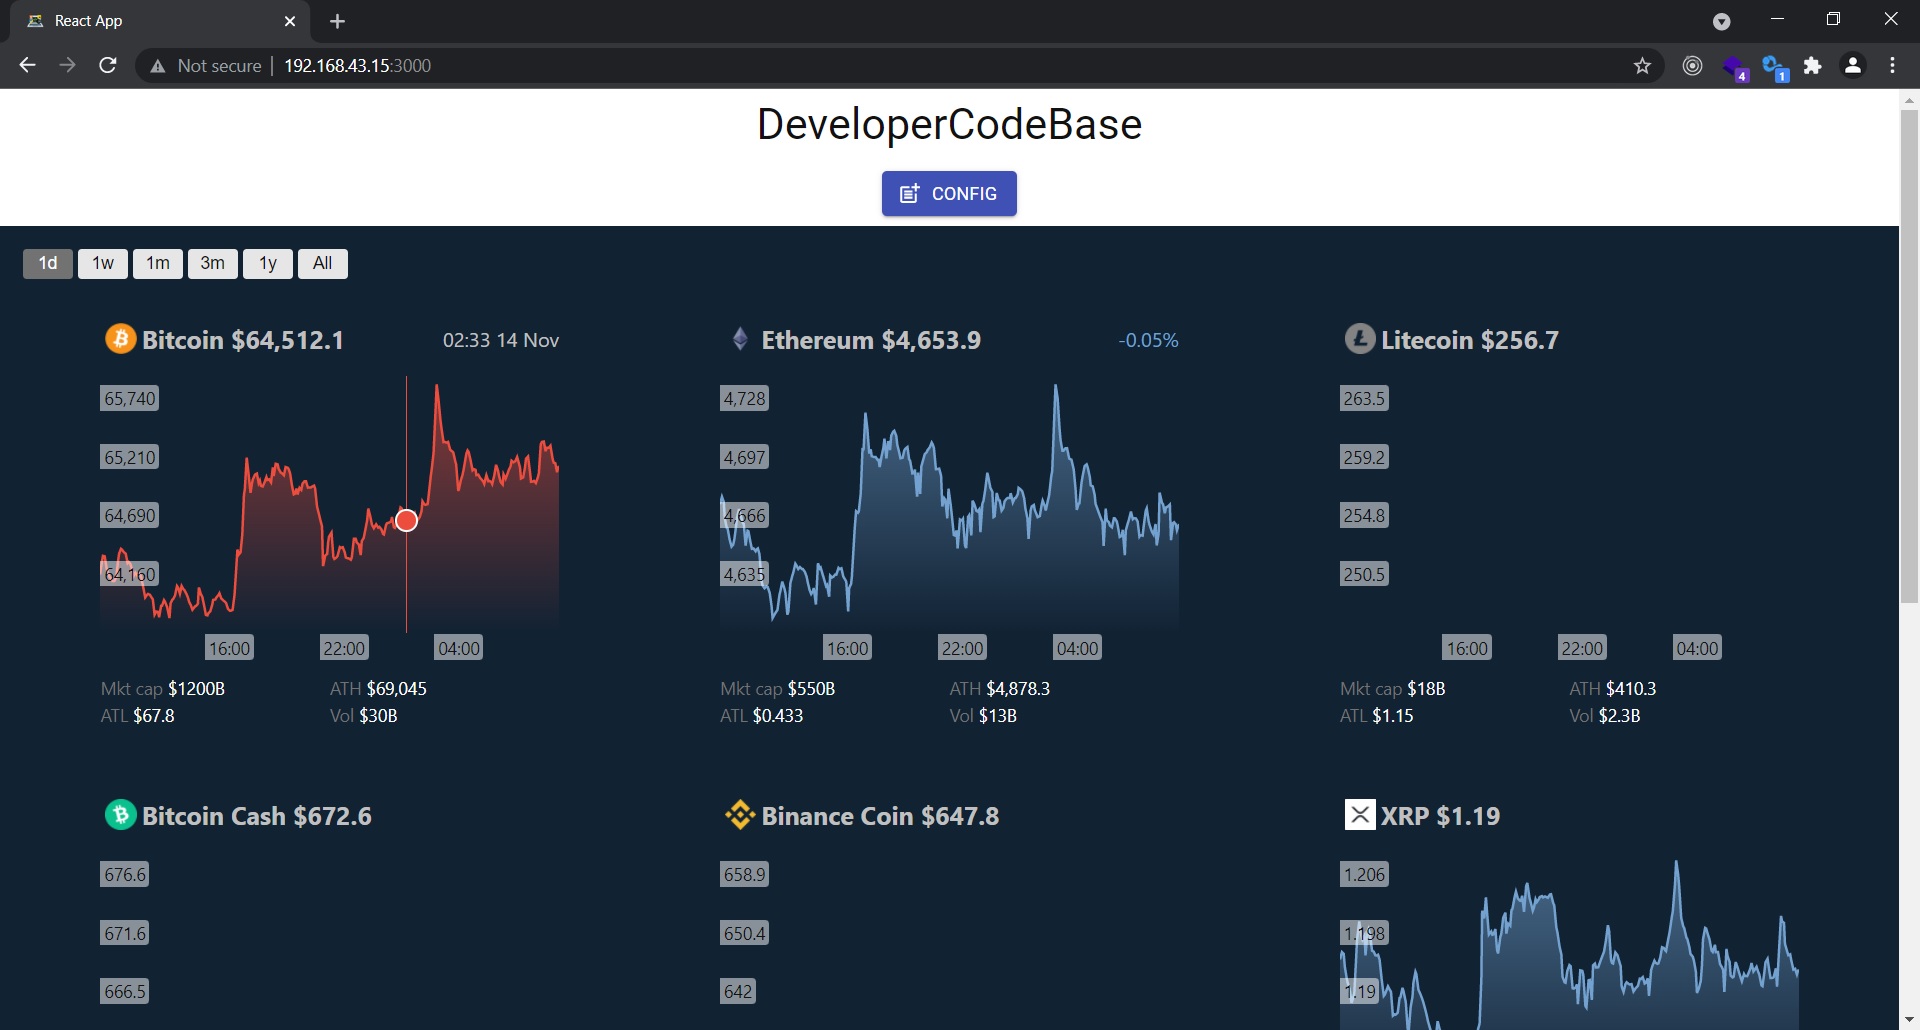 React App
Not secure | 192.168.43.15:3000
4
1
DeveloperCodeBase
CONFIG
1d 1w 1m 3m 1y All
Bitcoin $64,512.1 02:33 14 Nov
65,740
65,210
64,690
64,160
16:00 22:00 04:00
Mkt cap $1200B ATH $69,045
ATL $67.8 Vol $30B
Ethereum $4,653.9 -0.05%
4,728
4,697
4,666
4,635
16:00 22:00 04:00
Mkt cap $550B ATH $4,878.3
ATL $0.433 Vol $13B
Litecoin $256.7
263.5
259.2
254.8
250.5
16:00 22:00 04:00
Mkt cap $18B ATH $410.3
ATL $1.15 Vol $2.3B
Bitcoin Cash $672.6
676.6
671.6
666.5
Binance Coin $647.8
658.9
650.4
642
XRP $1.19
1.206
1.198
1.19